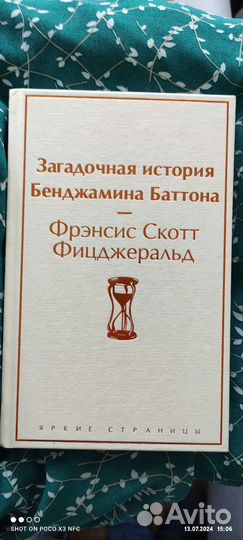 Загадочная история
Бенджамина Баттона
Фрэнсис Скотт
Фицджеральд
ЯРКИЕ СТРАНИЦЫ
SHOT ON POCO X3 NFC
13.07.2024 15:06
Avito